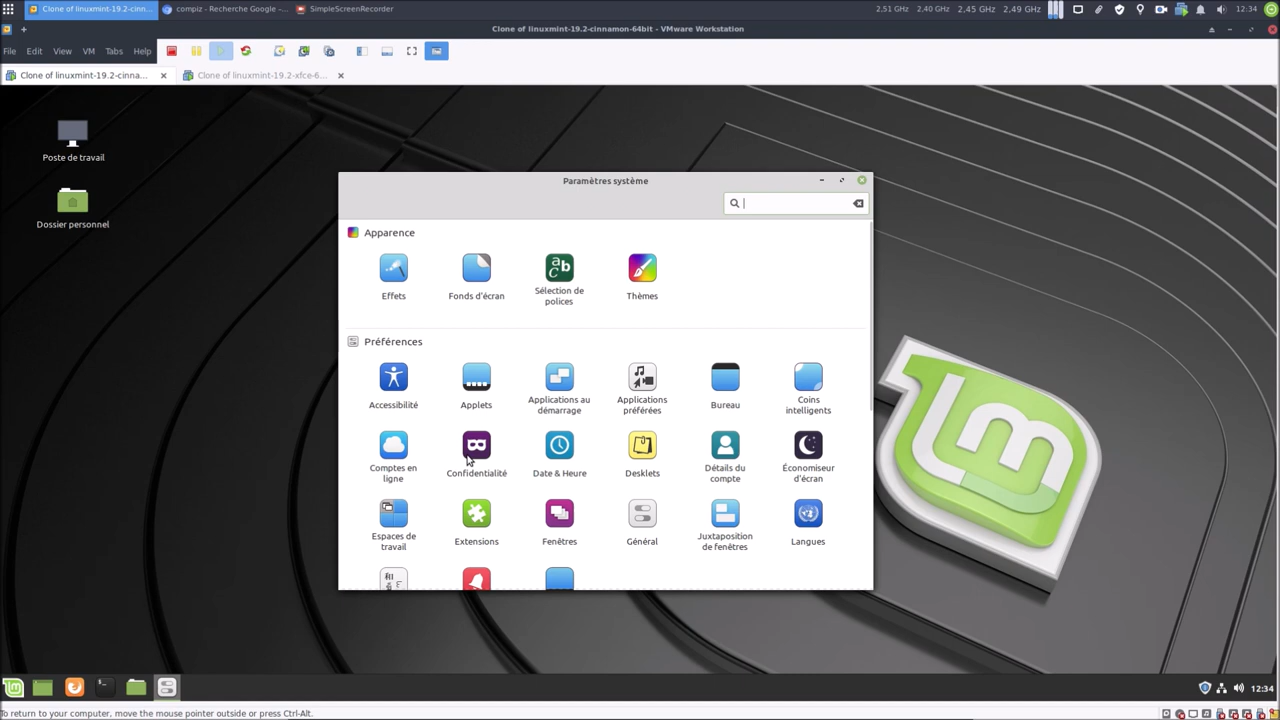 Clone of linuxmint-19.2-cinn...
compiz - Recherche Google –...
SimpleScreenRecorder
2.51 GHz 2.40 GHz 2,45 GHz 2,49 GHz
12:34
Clone of linuxmint-19.2-cinnamon-64bit - VMware Workstation
File Edit View VM Tabs Help
Clone of linuxmint-19.2-cinna...
Clone of linuxmint-19.2-xfce-6...
Poste de travail
Dossier personnel
Paramètres système
Apparence
Effets
Fonds d'écran
Sélection de
polices
Thèmes
Préférences
Accessibilité
Applets
Applications au
démarrage
Applications
préférées
Bureau
Coins
intelligents
Comptes en
ligne
Confidentialité
Date & Heure
Desklets
Détails du
compte
Économiseur
d'écran
Espaces de
travail
Extensions
Fenêtres
Général
Juxtaposition
de fenêtres
Langues
12:34
To return to your computer, move the mouse pointer outside or press Ctrl-Alt.